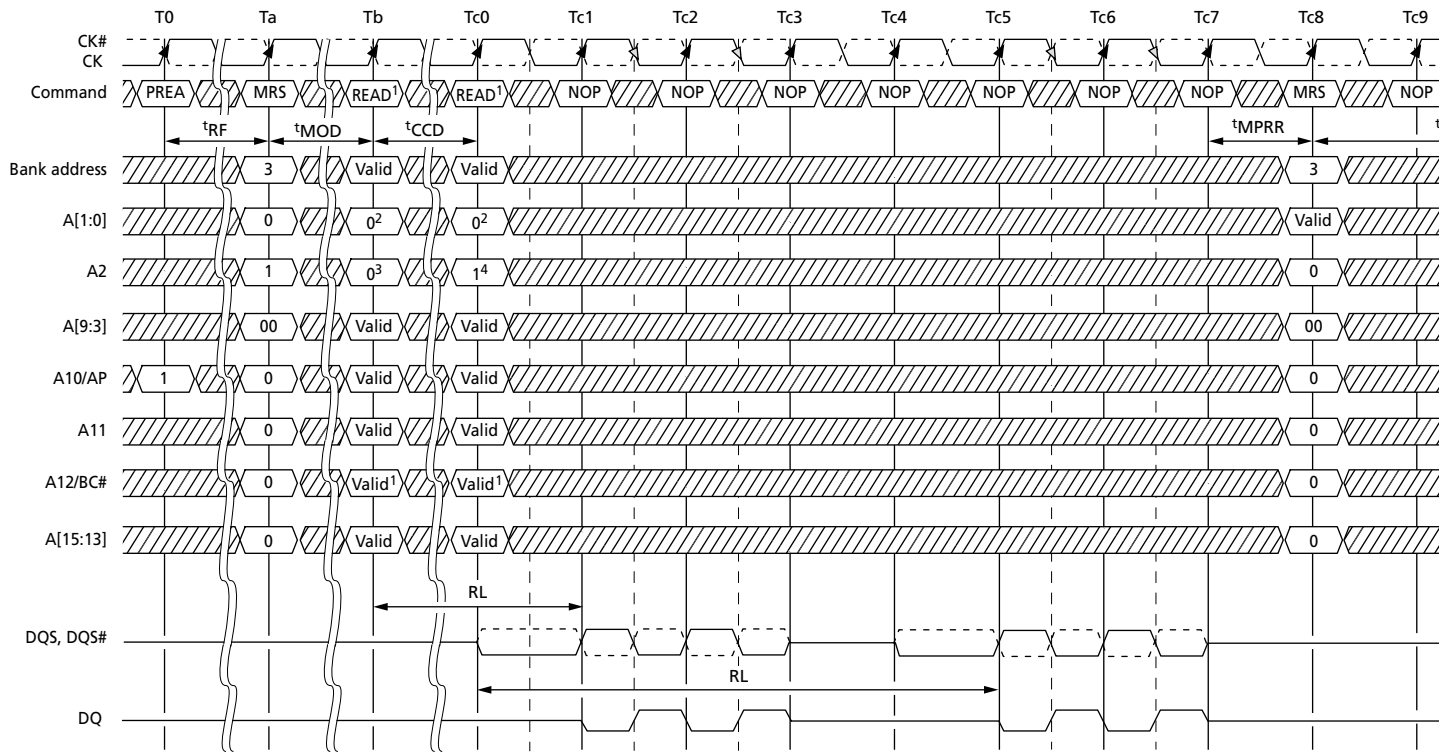 T0 Ta Tb Tc0 Tc1 Tc2 Tc3 Tc4 Tc5 Tc6 Tc7 Tc8 Tc9
CK#
CK
Command PREA MRS READ¹ READ¹ NOP NOP NOP NOP NOP NOP NOP MRS NOP
ᵗRF ᵗMOD ᵗCCD ᵗMPRR ᵗ
Bank address 3 Valid Valid 3
A[1:0] 0 0² 0² Valid
A2 1 0³ 1⁴ 0
A[9:3] 00 Valid Valid 00
A10/AP 1 0 Valid Valid 0
A11 0 Valid Valid 0
A12/BC# 0 Valid¹ Valid¹ 0
A[15:13] 0 Valid Valid 0
RL
DQS, DQS#
RL
DQ